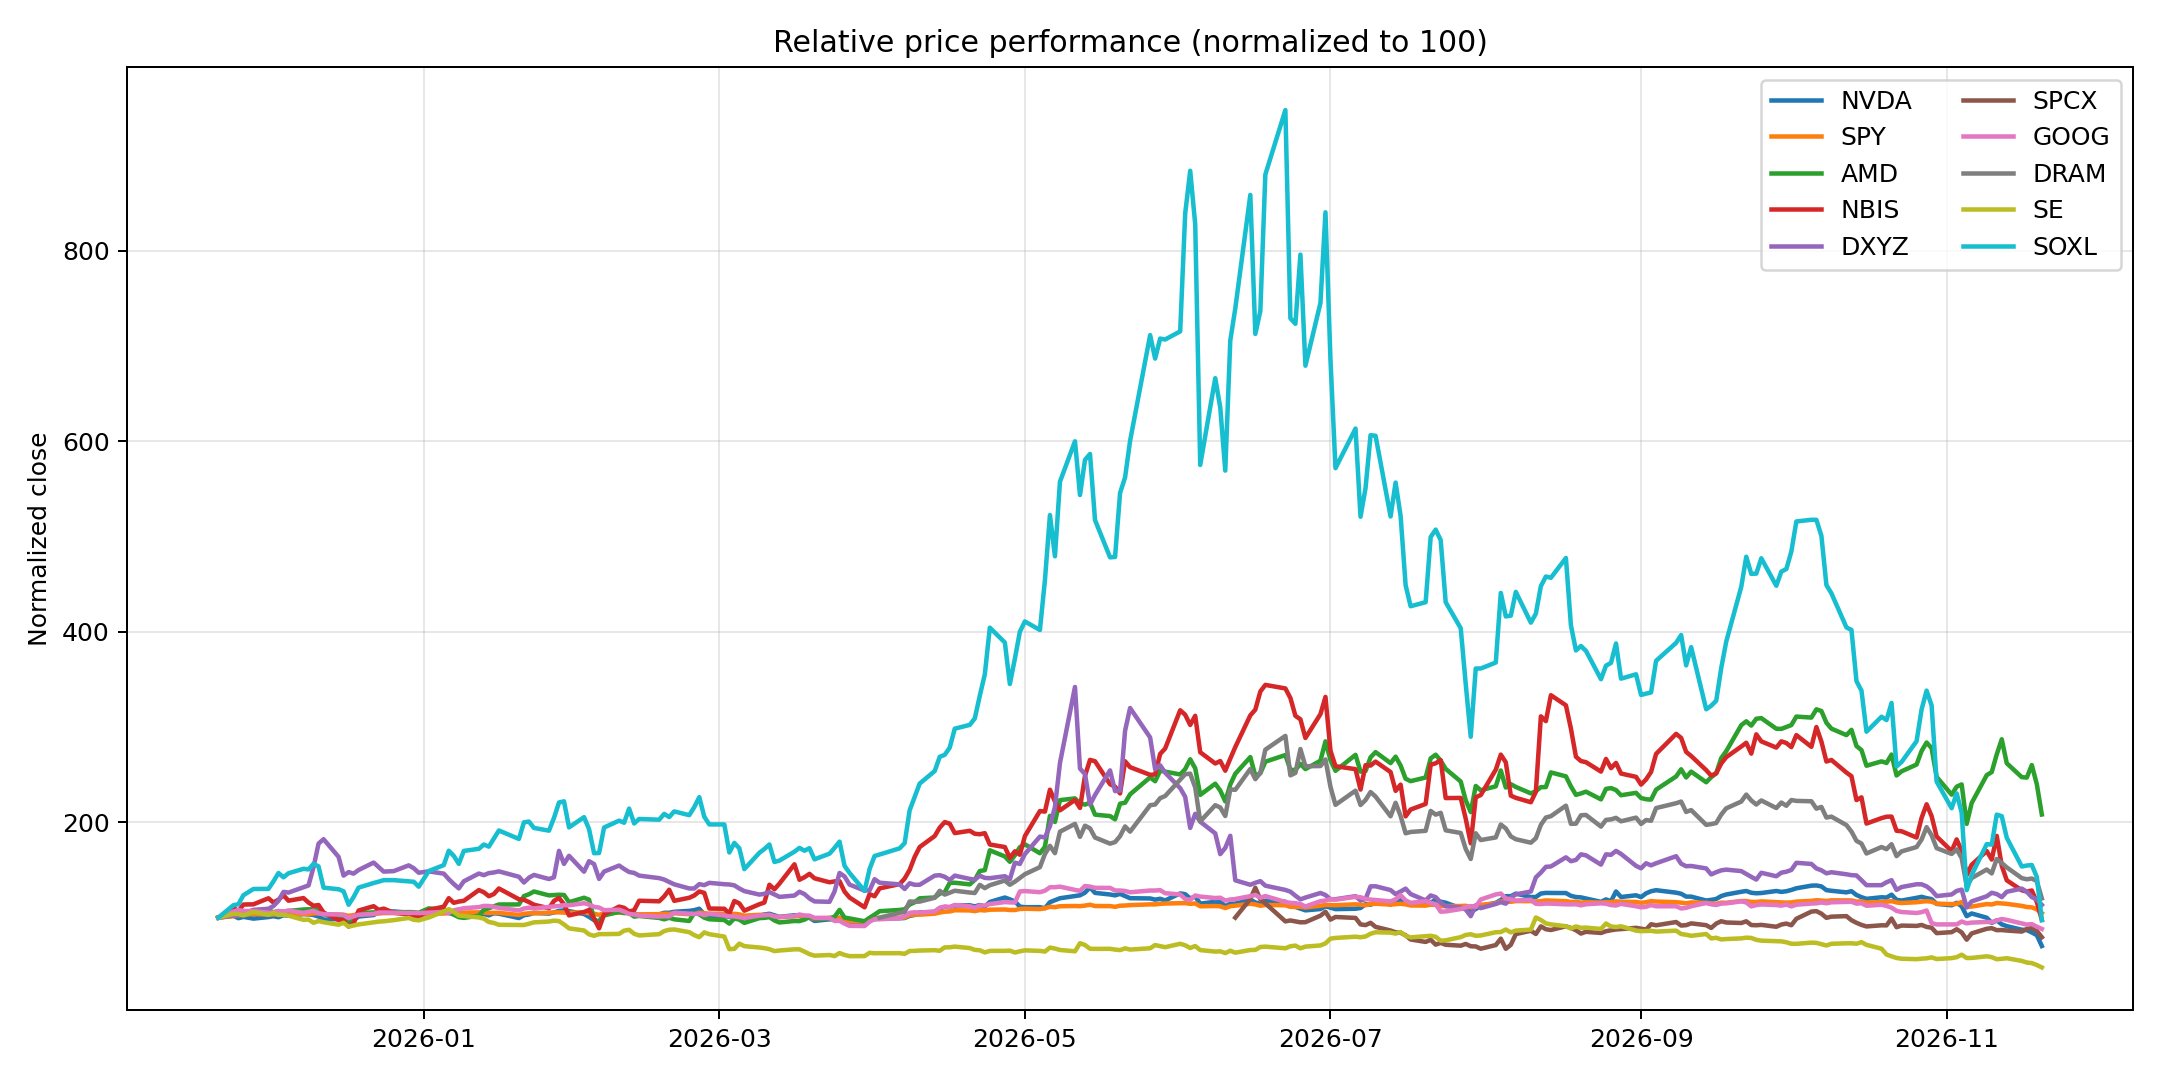 Relative price performance (normalized to 100)
NVDA
SPY
AMD
NBIS
DXYZ
SPCX
GOOG
DRAM
SE
SOXL
Normalized close
800
600
400
200
2026-01
2026-03
2026-05
2026-07
2026-09
2026-11